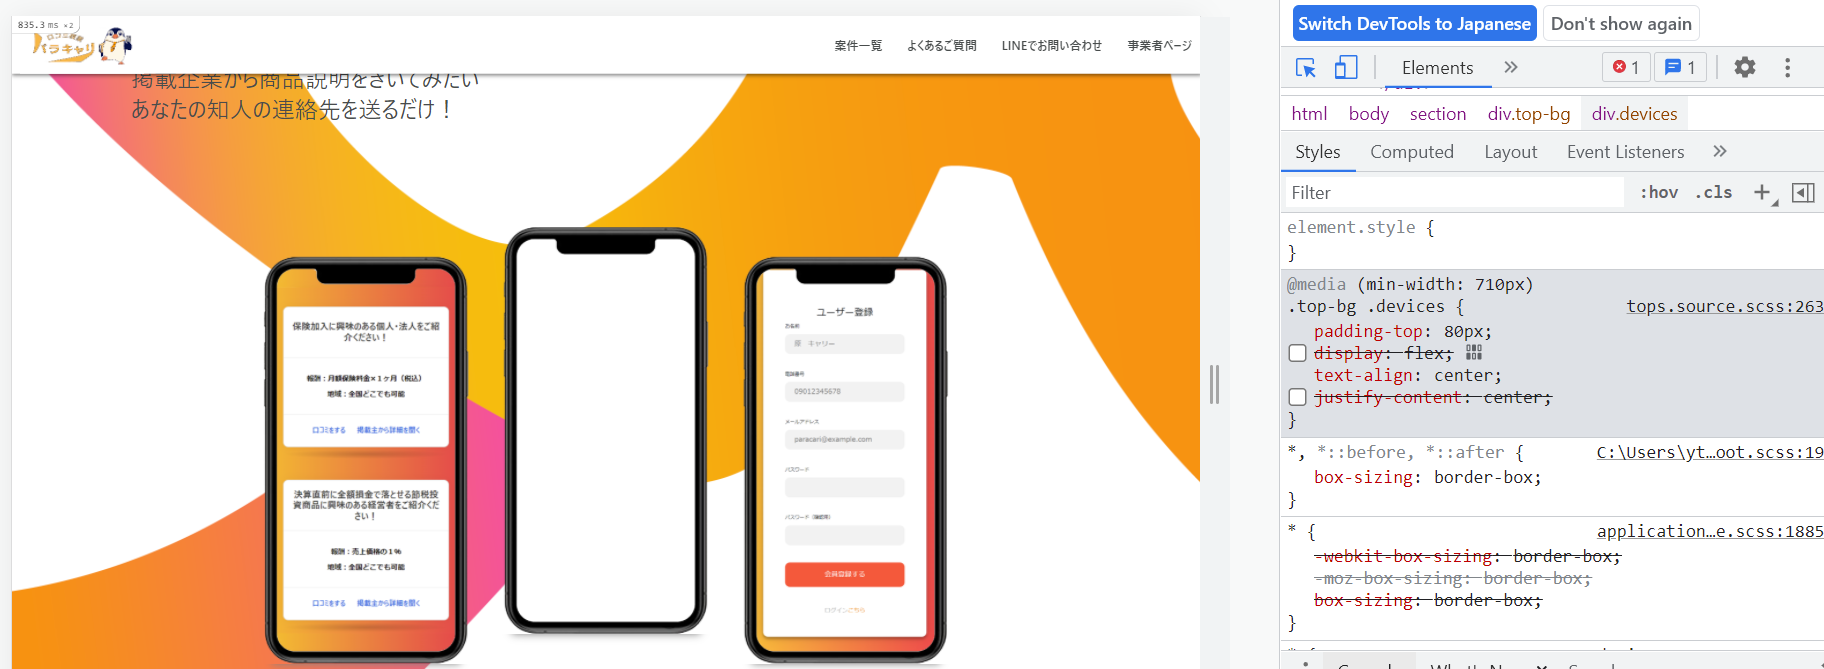 835.3 ms ×2
口コミ視動
パラキャリ
案件一覧
よくあるご質問
LINEでお問い合わせ
事業者ページ
掲載企業から商品説明をきいてみたい
あなたの知人の連絡先を送るだけ！
保険加入に興味のある個人・法人をご紹
介ください！
報酬：月額保険料金×１ヶ月（税込）
地域：全国どこでも可能
口コミをする 掲載主から詳細を聞く
決算直前に全額損金で落とせる節税投
資商品に興味のある経営者をご紹介くだ
さい！
報酬：売上価格の１%
地域：全国どこでも可能
口コミをする 掲載主から詳細を聞く
ユーザー登録
お名前
原 キャリー
電話番号
09012345678
メールアドレス
paracari@example.com
パスワード
パスワード（確認用）
会員登録する
ログインこちら
Switch DevTools to Japanese
Don't show again
Elements
1
1
html
body
section
div.top-bg
div.devices
Styles
Computed
Layout
Event Listeners
Filter
:hov
.cls
element.style {
}
@media (min-width: 710px)
.top-bg .devices {
tops.source.scss:263
padding-top: 80px;
display: flex;
text-align: center;
justify-content: center;
}
*, *::before, *::after {
C:\Users\yt…oot.scss:19
box-sizing: border-box;
}
* {
application…e.scss:1885
-webkit-box-sizing: border-box;
-moz-box-sizing: border-box;
box-sizing: border-box;
}